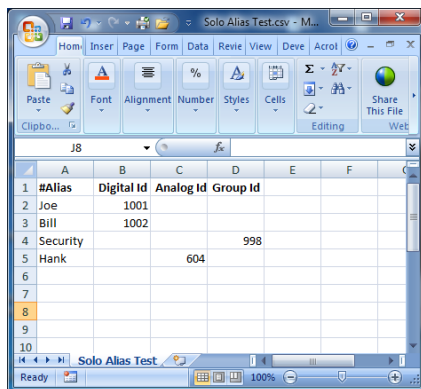 Solo Alias Test.csv - M...
Hom Inser Page Form Data Revie View Deve Acrol
Paste Font Alignment Number Styles Cells Share This File
Clipbo... Editing Web
J8 fx
A B C D E F
1 #Alias Digital Id Analog Id Group Id
2 Joe 1001
3 Bill 1002
4 Security 998
5 Hank 604
6
7
8
9
10
Solo Alias Test
Ready 100%